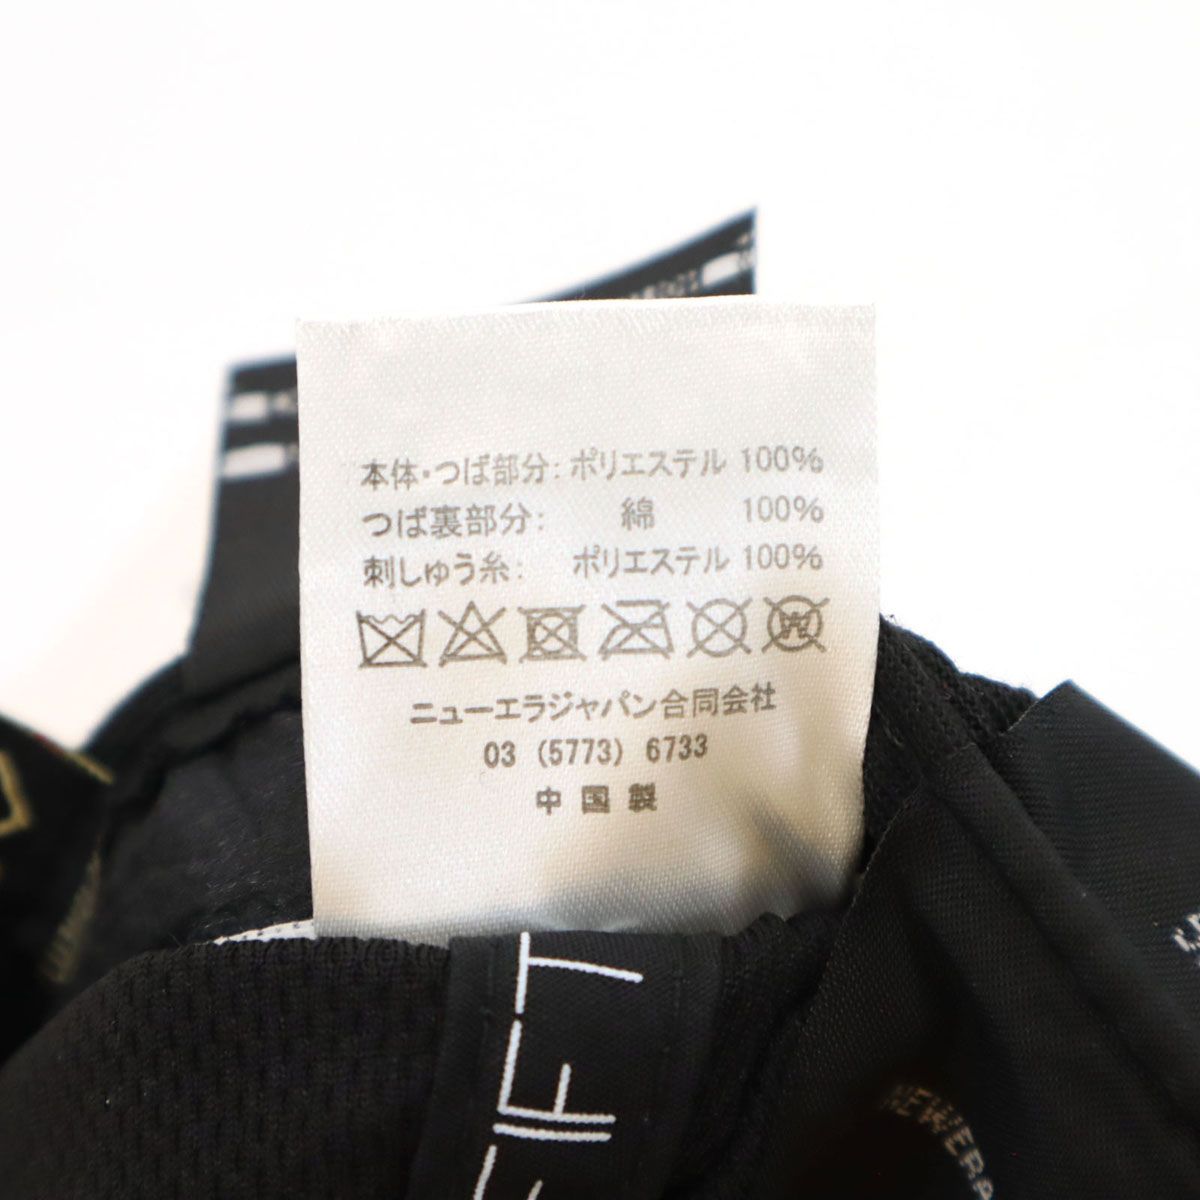 本体・つば部分: ポリエステル 100%
つば裏部分: 綿 100%
刺しゅう糸: ポリエステル 100%
W
ニューエラジャパン合同会社
03 (5773) 6733
中国製
NEWERA